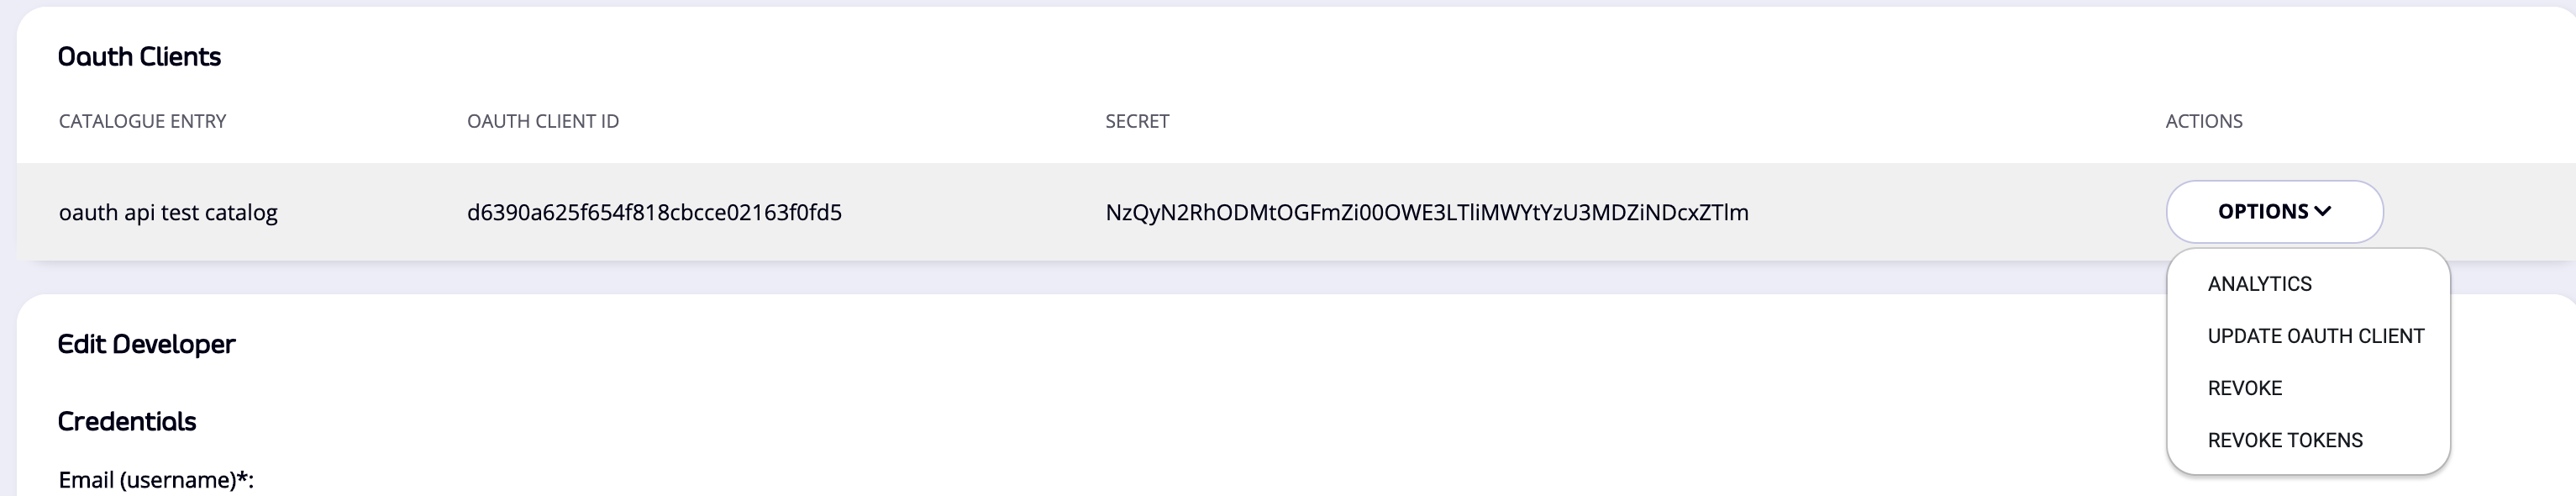 Oauth Clients
CATALOGUE ENTRY OAUTH CLIENT ID SECRET ACTIONS
oauth api test catalog d6390a625f654f818cbcce02163f0fd5 NzQyN2RhODMtOGFmZi00OWE3LTliMWYtYzU3MDZiNDcxZTlm OPTIONS
ANALYTICS
UPDATE OAUTH CLIENT
REVOKE
REVOKE TOKENS
Edit Developer
Credentials
Email (username)*: